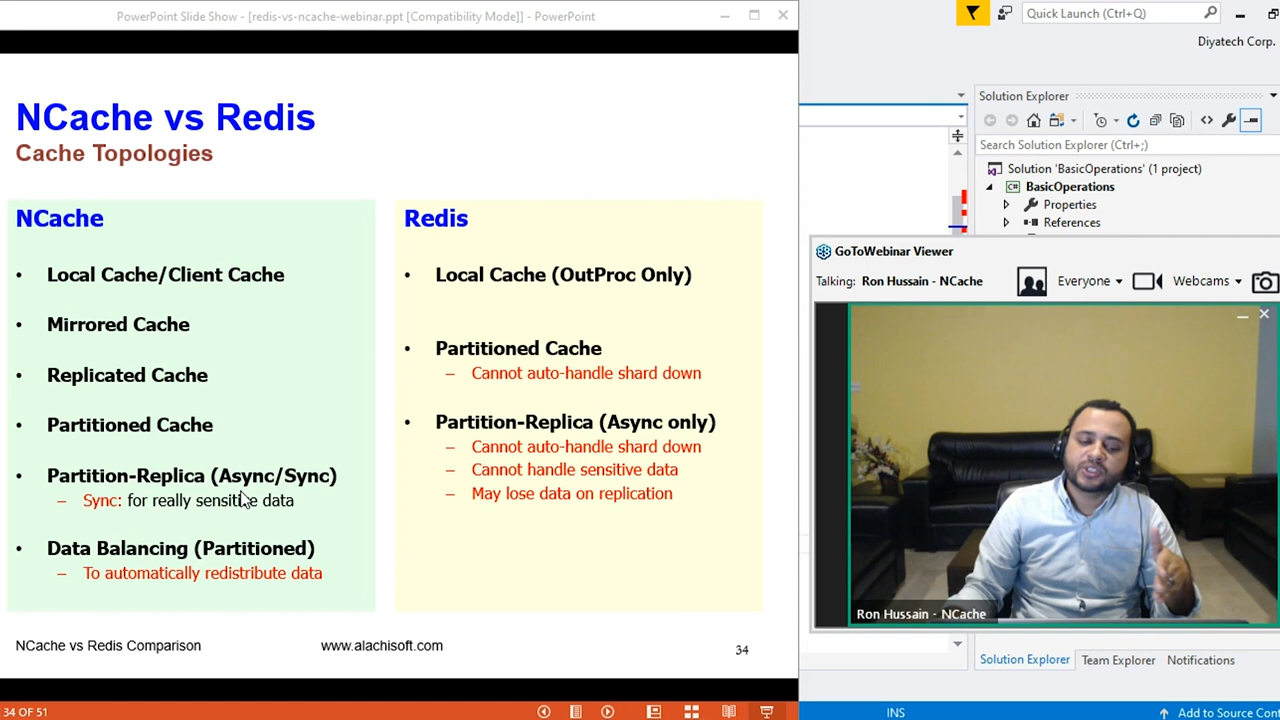 PowerPoint Slide Show - [redis-vs-ncache-webinar.ppt [Compatibility Mode]] - PowerPoint
Quick Launch (Ctrl+Q)
Diyatech Corp.
NCache vs Redis
Cache Topologies
NCache
• Local Cache/Client Cache
• Mirrored Cache
• Replicated Cache
• Partitioned Cache
• Partition-Replica (Async/Sync)
– Sync: for really sensitive data
• Data Balancing (Partitioned)
– To automatically redistribute data
Redis
• Local Cache (OutProc Only)
• Partitioned Cache
– Cannot auto-handle shard down
• Partition-Replica (Async only)
– Cannot auto-handle shard down
– Cannot handle sensitive data
– May lose data on replication
NCache vs Redis Comparison
www.alachisoft.com
34
34 OF 51
Solution Explorer
Search Solution Explorer (Ctrl+;)
Solution 'BasicOperations' (1 project)
C# BasicOperations
Properties
References
GoToWebinar Viewer
Talking: Ron Hussain - NCache
Everyone
Webcams
Ron Hussain - NCache
Solution Explorer
Team Explorer
Notifications
INS
Add to Source Cont